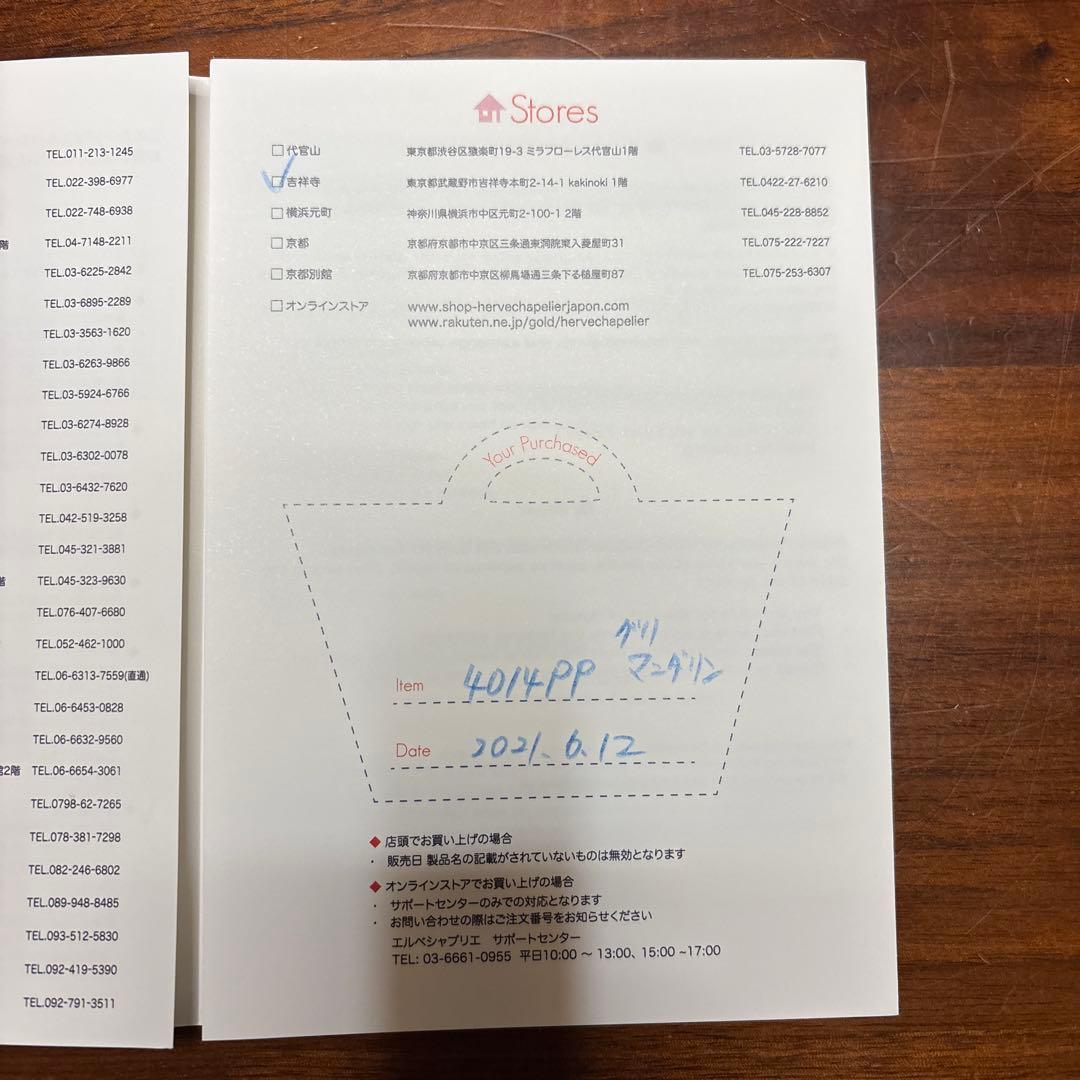 TEL.011-213-1245
TEL.022-398-6977
TEL.022-748-6938
階 TEL.04-7148-2211
TEL.03-6225-2842
TEL.03-6895-2289
TEL.03-3563-1620
TEL.03-6263-9866
TEL.03-5924-6766
TEL.03-6274-8928
TEL.03-6302-0078
TEL.03-6432-7620
TEL.042-519-3258
TEL.045-321-3881
階 TEL.045-323-9630
TEL.076-407-6680
TEL.052-462-1000
TEL.06-6313-7559(直通)
TEL.06-6453-0828
TEL.06-6632-9560
館2階 TEL.06-6654-3061
TEL.0798-62-7265
TEL.078-381-7298
TEL.082-246-6802
TEL.089-948-8485
TEL.093-512-5830
TEL.092-419-5390
TEL.092-791-3511
Stores
代官山 東京都渋谷区猿楽町19-3 ミラフローレス代官山1階 TEL.03-5728-7077
吉祥寺 東京都武蔵野市吉祥寺本町2-14-1 kakinoki 1階 TEL.0422-27-6210
横浜元町 神奈川県横浜市中区元町2-100-1 2階 TEL.045-228-8852
京都 京都府京都市中京区三条通東洞院東入菱屋町31 TEL.075-222-7227
京都別館 京都府京都市中京区柳馬場通三条下る槌屋町87 TEL.075-253-6307
オンラインストア www.shop-hervechapelierjapon.com
www.rakuten.ne.jp/gold/hervechapelier
Your Purchased
グリ/
マンダリン
Item 4014PP
Date 2021.6.12
◆ 店頭でお買い上げの場合
・ 販売日 製品名の記載がされていないものは無効となります
◆ オンラインストアでお買い上げの場合
・ サポートセンターのみでの対応となります
・ お問い合わせの際はご注文番号をお知らせください
エルベシャプリエ サポートセンター
TEL: 03-6661-0955 平日10:00 ~ 13:00、15:00 ~17:00